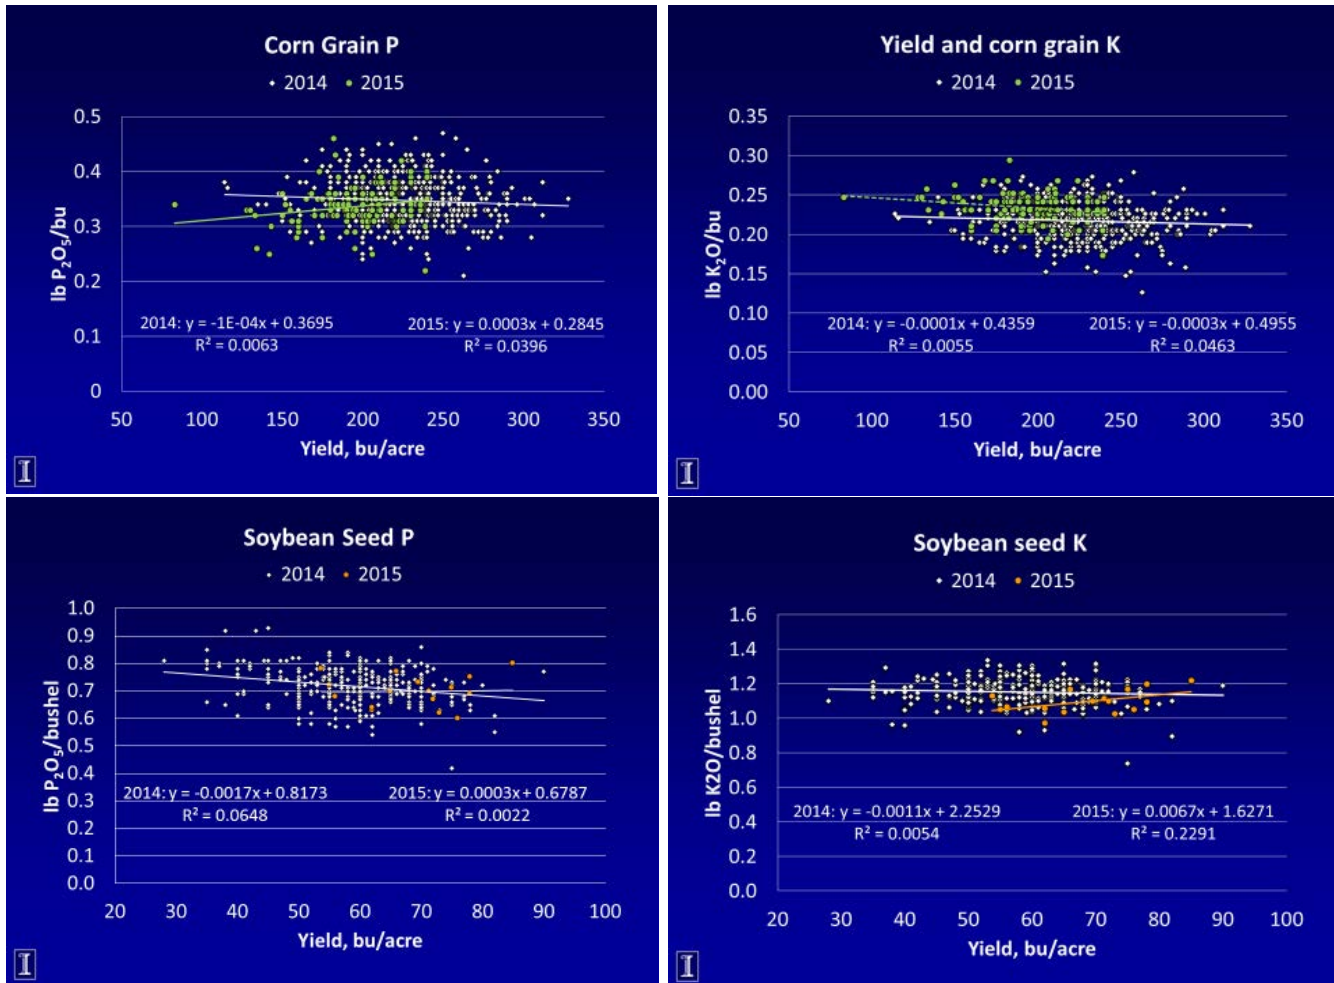 Corn Grain P
2014 2015
lb P₂O₅/bu
0.5
0.4
0.3
0.2
0.1
0
2014: y = -1E-04x + 0.3695
R² = 0.0063
2015: y = 0.0003x + 0.2845
R² = 0.0396
50 100 150 200 250 300 350
Yield, bu/acre
I
Yield and corn grain K
2014 2015
lb K₂O/bu
0.35
0.30
0.25
0.20
0.15
0.10
0.05
0.00
2014: y = -0.0001x + 0.4359
R² = 0.0055
2015: y = -0.0003x + 0.4955
R² = 0.0463
50 100 150 200 250 300 350
Yield, bu/acre
I
Soybean Seed P
2014 2015
lb P₂O₅/bushel
1.0
0.9
0.8
0.7
0.6
0.5
0.4
0.3
0.2
0.1
0.0
2014: y = -0.0017x + 0.8173
R² = 0.0648
2015: y = 0.0003x + 0.6787
R² = 0.0022
20 30 40 50 60 70 80 90 100
Yield, bu/acre
I
Soybean seed K
2014 2015
lb K2O/bushel
1.6
1.4
1.2
1.0
0.8
0.6
0.4
0.2
0.0
2014: y = -0.0011x + 2.2529
R² = 0.0054
2015: y = 0.0067x + 1.6271
R² = 0.2291
20 30 40 50 60 70 80 90 100
Yield, bu/acre
I